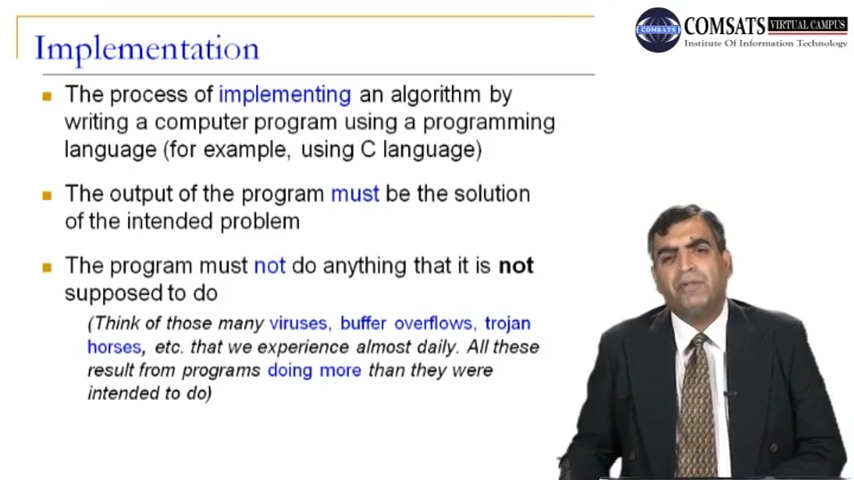 Implementation
COMSATS VIRTUAL CAMPUS
Institute Of Information Technology
COMSATS
■ The process of implementing an algorithm by
writing a computer program using a programming
language (for example, using C language)
■ The output of the program must be the solution
of the intended problem
■ The program must not do anything that it is not
supposed to do
(Think of those many viruses, buffer overflows, trojan
horses, etc. that we experience almost daily. All these
result from programs doing more than they were
intended to do)